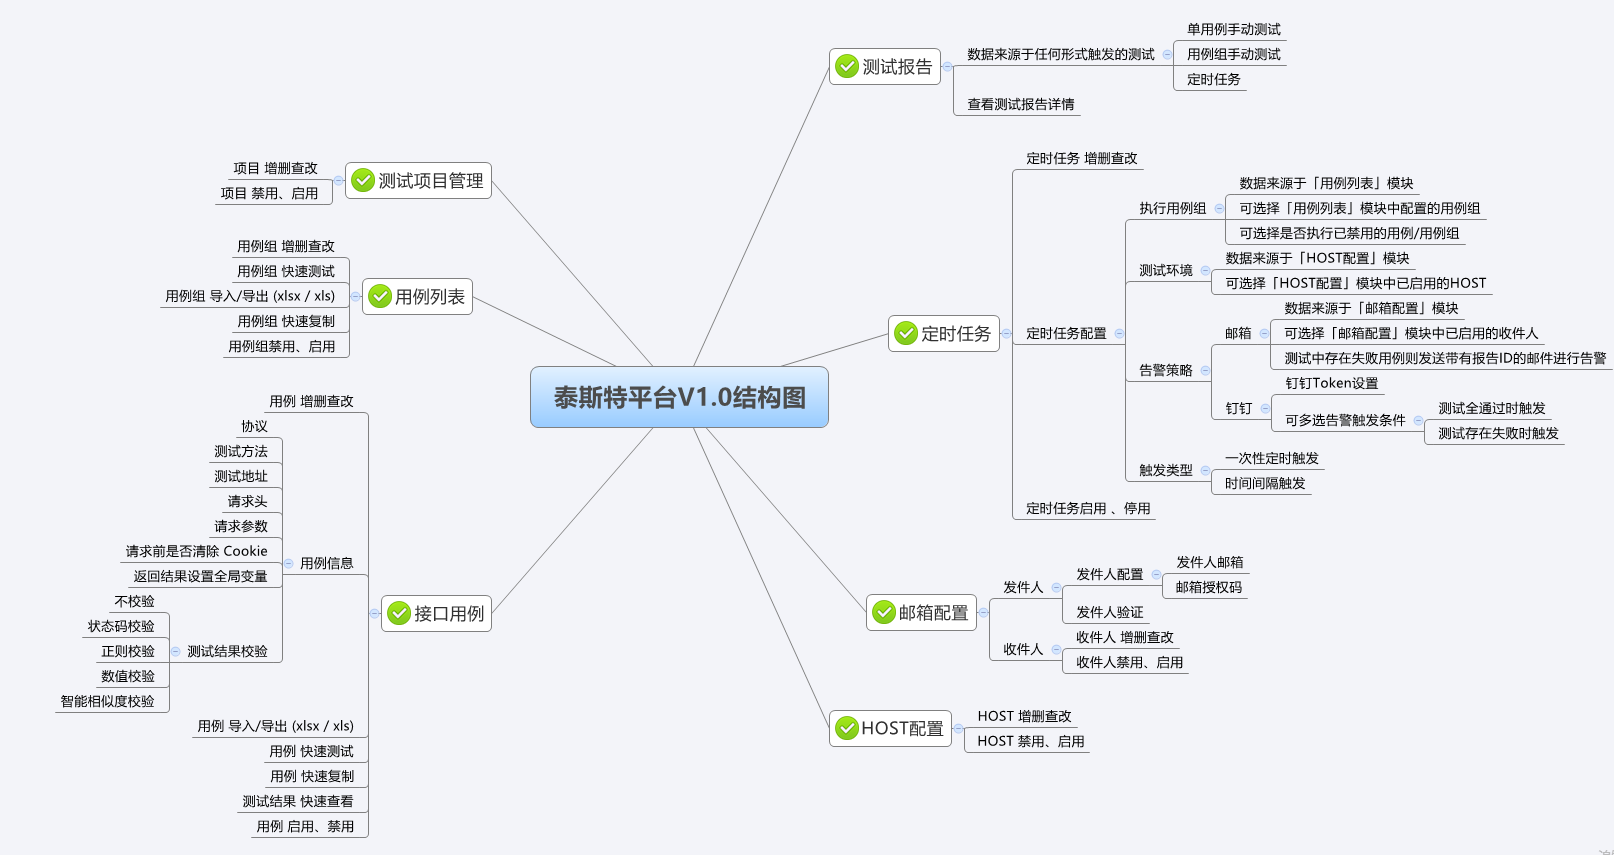 泰斯特平台V1.0结构图
测试报告
数据来源于任何形式触发的测试
单用例手动测试
用例组手动测试
定时任务
查看测试报告详情
定时任务
定时任务 增删查改
定时任务配置
执行用例组
数据来源于「用例列表」模块
可选择「用例列表」模块中配置的用例组
可选择是否执行已禁用的用例/用例组
测试环境
数据来源于「HOST配置」模块
可选择「HOST配置」模块中已启用的HOST
告警策略
邮箱
数据来源于「邮箱配置」模块
可选择「邮箱配置」模块中已启用的收件人
测试中存在失败用例则发送带有报告ID的邮件进行告警
钉钉
钉钉Token设置
可多选告警触发条件
测试全通过时触发
测试存在失败时触发
触发类型
一次性定时触发
时间间隔触发
定时任务启用 、停用
邮箱配置
发件人
发件人配置
发件人邮箱
邮箱授权码
发件人验证
收件人
收件人 增删查改
收件人禁用、启用
HOST配置
HOST 增删查改
HOST 禁用、启用
测试项目管理
项目 增删查改
项目 禁用、启用
用例列表
用例组 增删查改
用例组 快速测试
用例组 导入/导出 (xlsx / xls)
用例组 快速复制
用例组禁用、启用
接口用例
用例 增删查改
用例信息
协议
测试方法
测试地址
请求头
请求参数
请求前是否清除 Cookie
返回结果设置全局变量
测试结果校验
不校验
状态码校验
正则校验
数值校验
智能相似度校验
用例 导入/导出 (xlsx / xls)
用例 快速测试
用例 快速复制
测试结果 快速查看
用例 启用、禁用